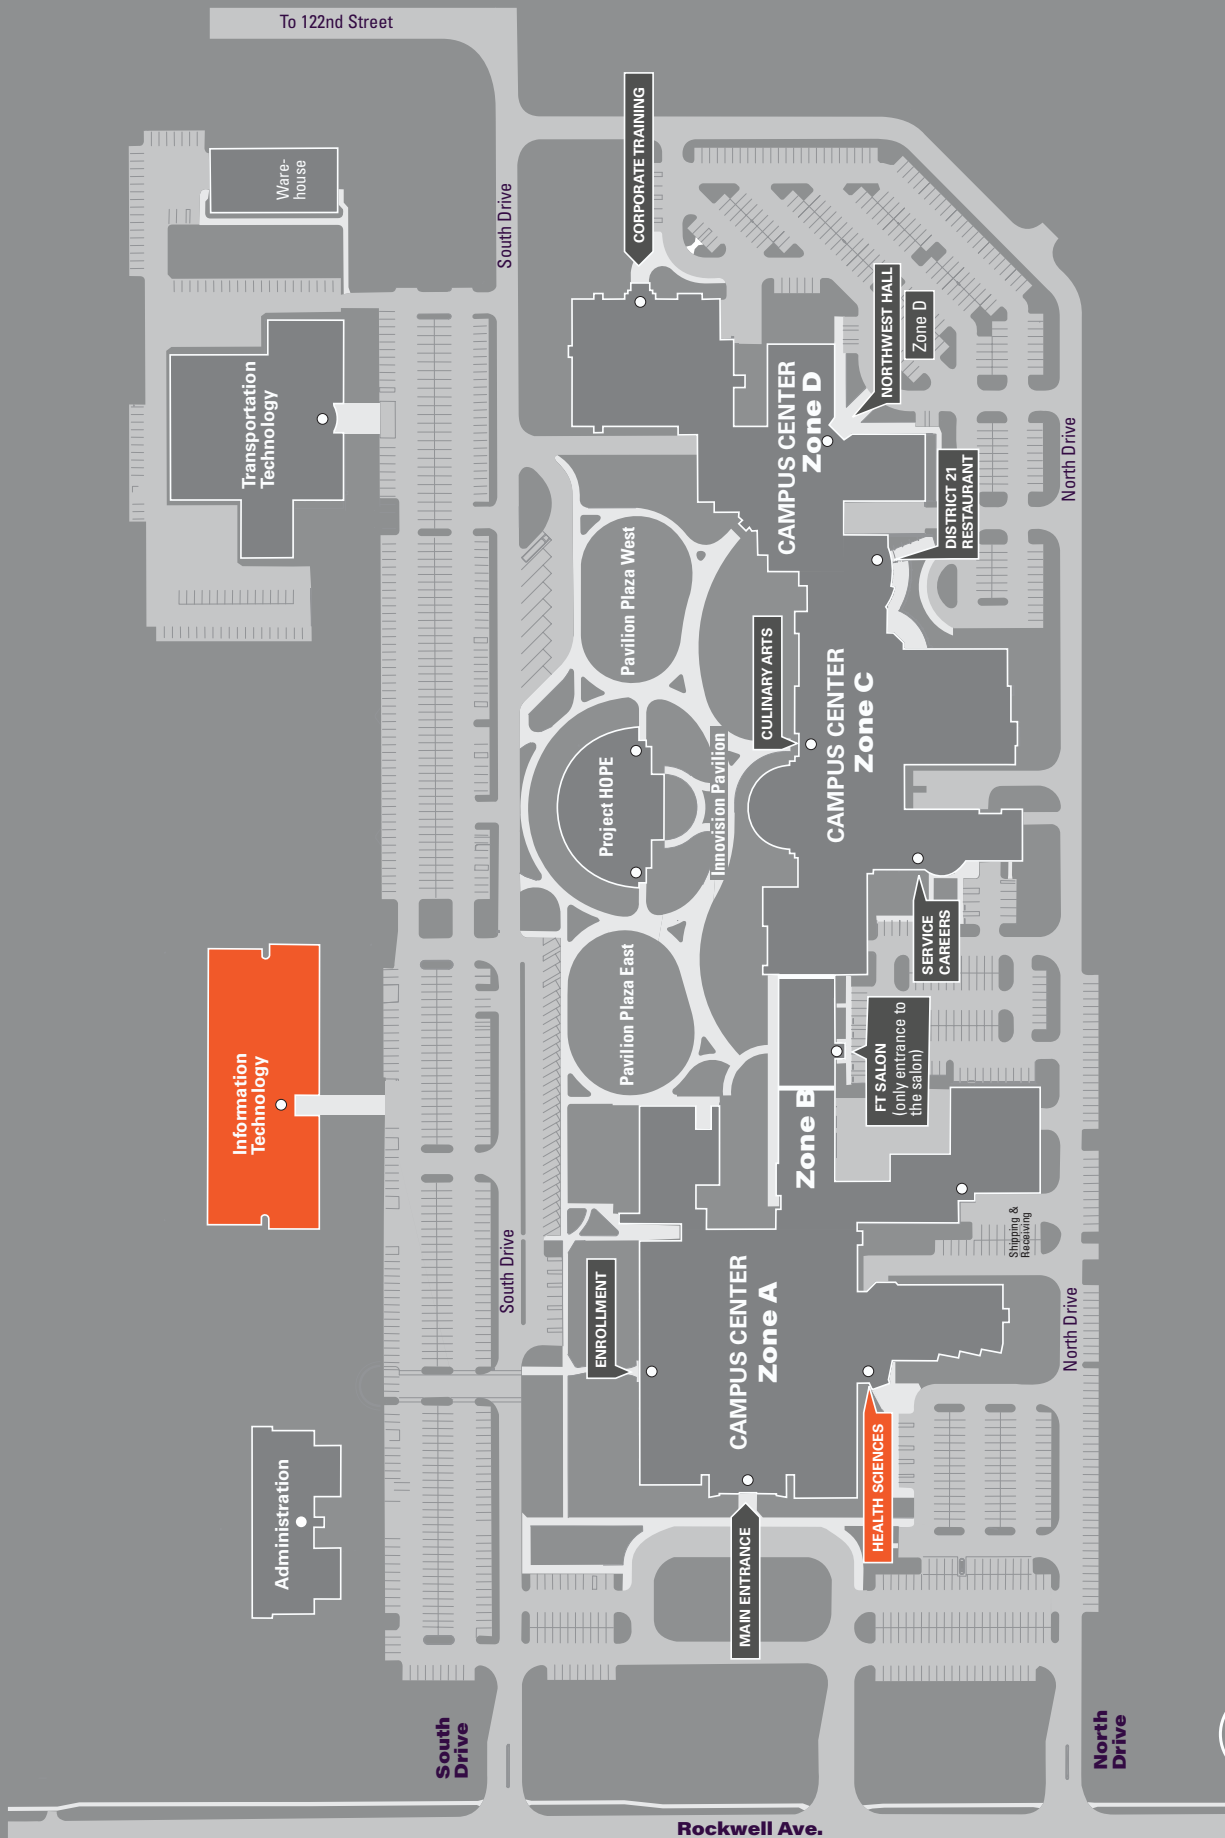 To 122nd Street
Ware-
house
CORPORATE TRAINING
South Drive
Transportation
Technology
NORTHWEST HALL
Zone D
CAMPUS CENTER
Zone D
North Drive
DISTRICT 21
RESTAURANT
Pavilion Plaza West
CULINARY ARTS
CAMPUS CENTER
Zone C
Project HOPE
Innovision Pavilion
SERVICE
CAREERS
Pavilion Plaza East
FT SALON
(only entrance to
the salon)
Information
Technology
Zone B
Shipping &
Receiving
South Drive
ENROLLMENT
CAMPUS CENTER
Zone A
North Drive
HEALTH SCIENCES
Administration
MAIN ENTRANCE
South
Drive
North
Drive
Rockwell Ave.